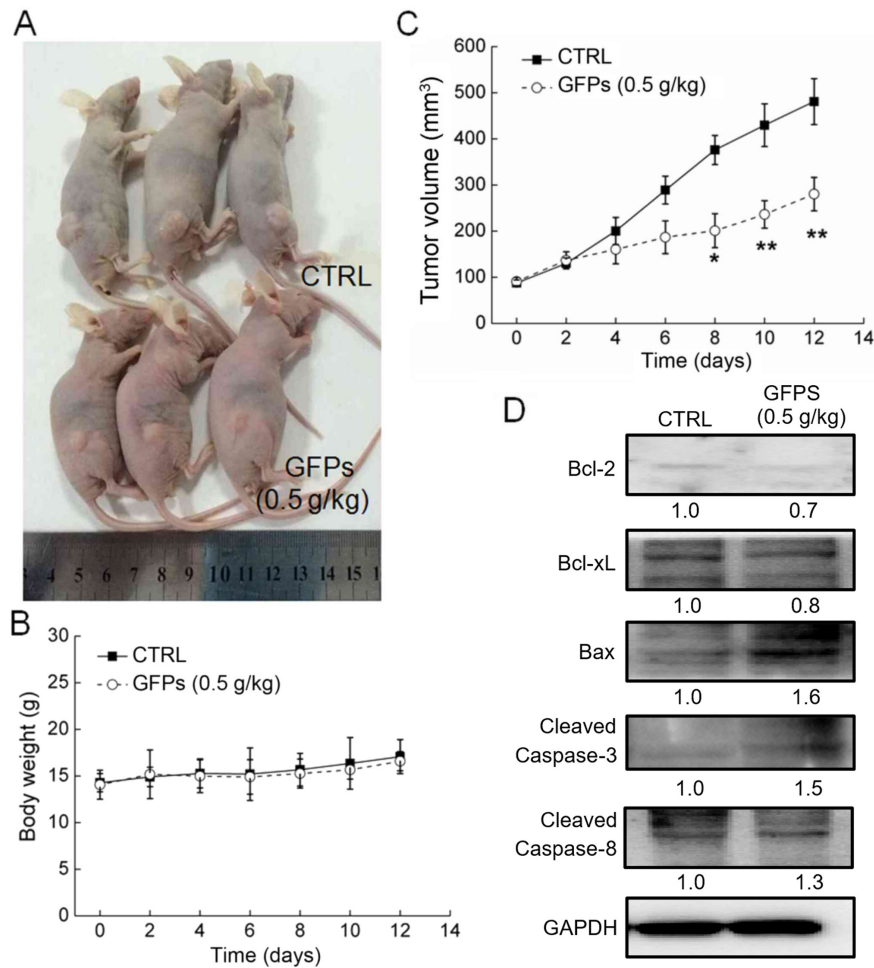 A
CTRL
GFPs
(0.5 g/kg)
4 5 6 7 8 9 10 11 12 13 14 15
B
30
25
20
15
10
5
0
CTRL
GFPs (0.5 g/kg)
Body weight (g)
0 2 4 6 8 10 12 14
Time (days)
C
600
500
400
300
200
100
0
CTRL
GFPs (0.5 g/kg)
Tumor volume (mm³)
* ** **
0 2 4 6 8 10 12 14
Time (days)
D
CTRL
GFPS
(0.5 g/kg)
Bcl-2
1.0 0.7
Bcl-xL
1.0 0.8
Bax
1.0 1.6
Cleaved
Caspase-3
1.0 1.5
Cleaved
Caspase-8
1.0 1.3
GAPDH